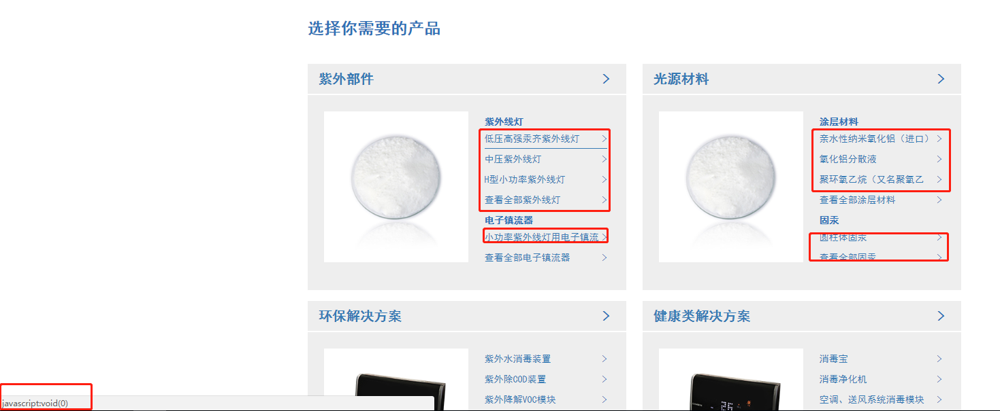 选择你需要的产品
紫外部件
紫外线灯
低压高强汞齐紫外线灯
中压紫外线灯
H型小功率紫外线灯
查看全部紫外线灯
电子镇流器
小功率紫外线灯用电子镇流
查看全部电子镇流器
光源材料
涂层材料
亲水性纳米氧化铝（进口）
氧化铝分散液
聚环氧乙烷（又名聚氧乙
查看全部涂层材料
固汞
圆柱体固汞
查看全部固汞
环保解决方案
紫外水消毒装置
紫外除COD装置
紫外降解VOC模块
健康类解决方案
消毒宝
消毒净化机
空调、送风系统消毒模块
javascript:void(0)